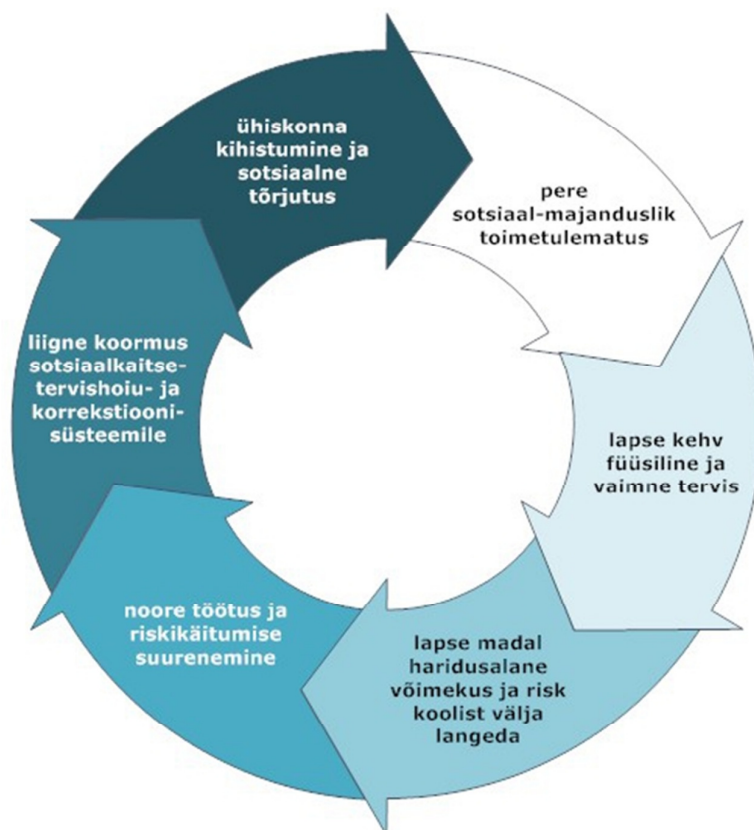 ühiskonna
kihistumine ja
sotsiaalne
tõrjutus
pere
sotsiaal-majanduslik
toimetulematus
lapse kehv
füüsiline ja
vaimne tervis
lapse madal
haridusalane
võimekus ja risk
koolist välja
langeda
noore töötus ja
riskikäitumise
suurenemine
liigne koormus
sotsiaalkaitse-
tervishoiu- ja
korrekstiooni-
süsteemile